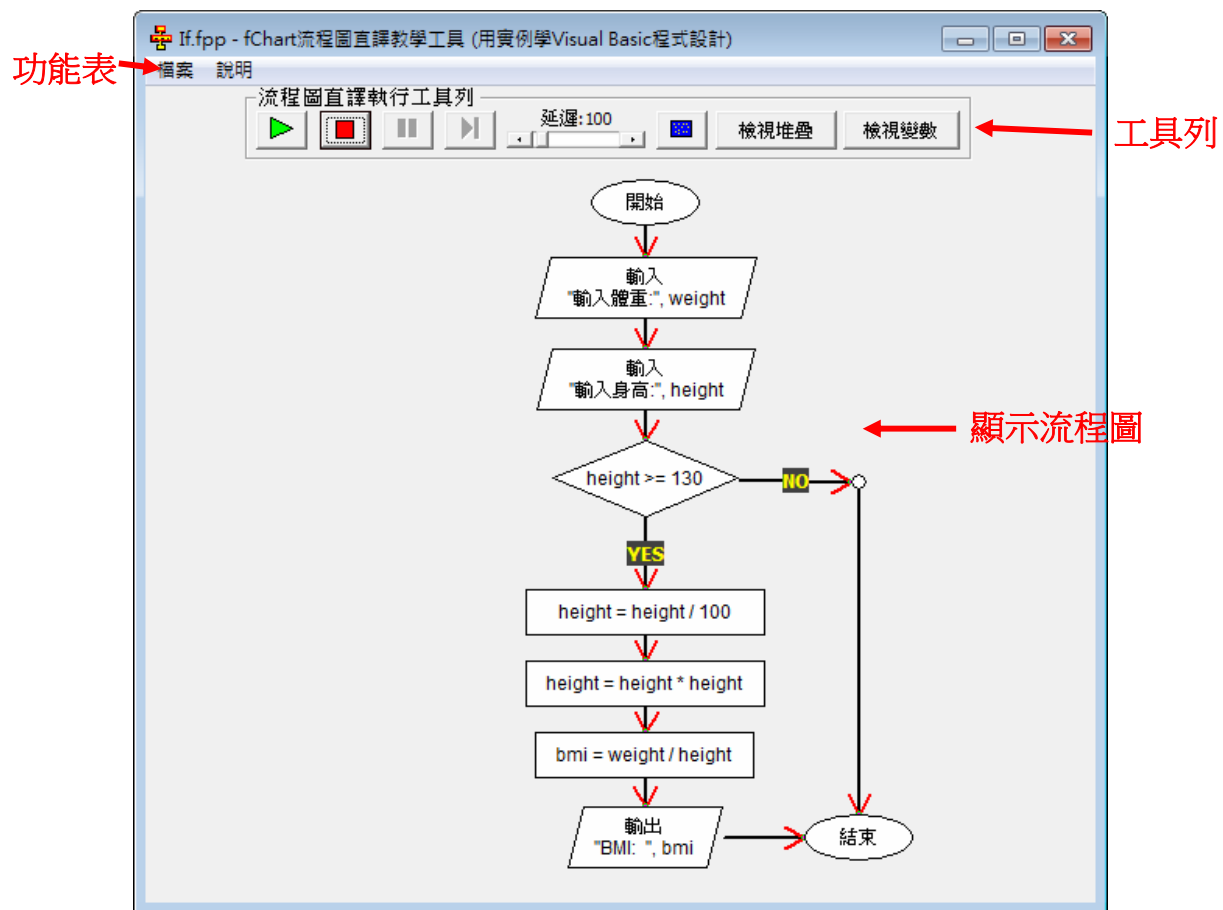 If.fpp - fChart流程圖直譯教學工具 (用實例學Visual Basic程式設計)
功能表
檔案 說明
流程圖直譯執行工具列
延遲:100
檢視堆疊
檢視變數
工具列
開始
輸入
"輸入體重:", weight
輸入
"輸入身高:", height
顯示流程圖
height >= 130
NO
YES
height = height / 100
height = height * height
bmi = weight / height
輸出
"BMI: ", bmi
結束